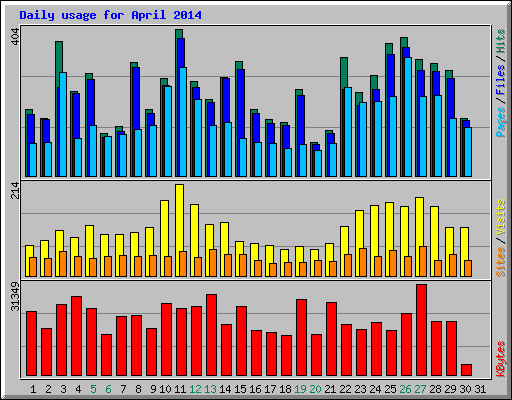 Daily usage for April 2014
404
Pages / Files / Hits
214
Sites / Visits
31349
KBytes
1 2 3 4 5 6 7 8 9 10 11 12 13 14 15 16 17 18 19 20 21 22 23 24 25 26 27 28 29 30 31